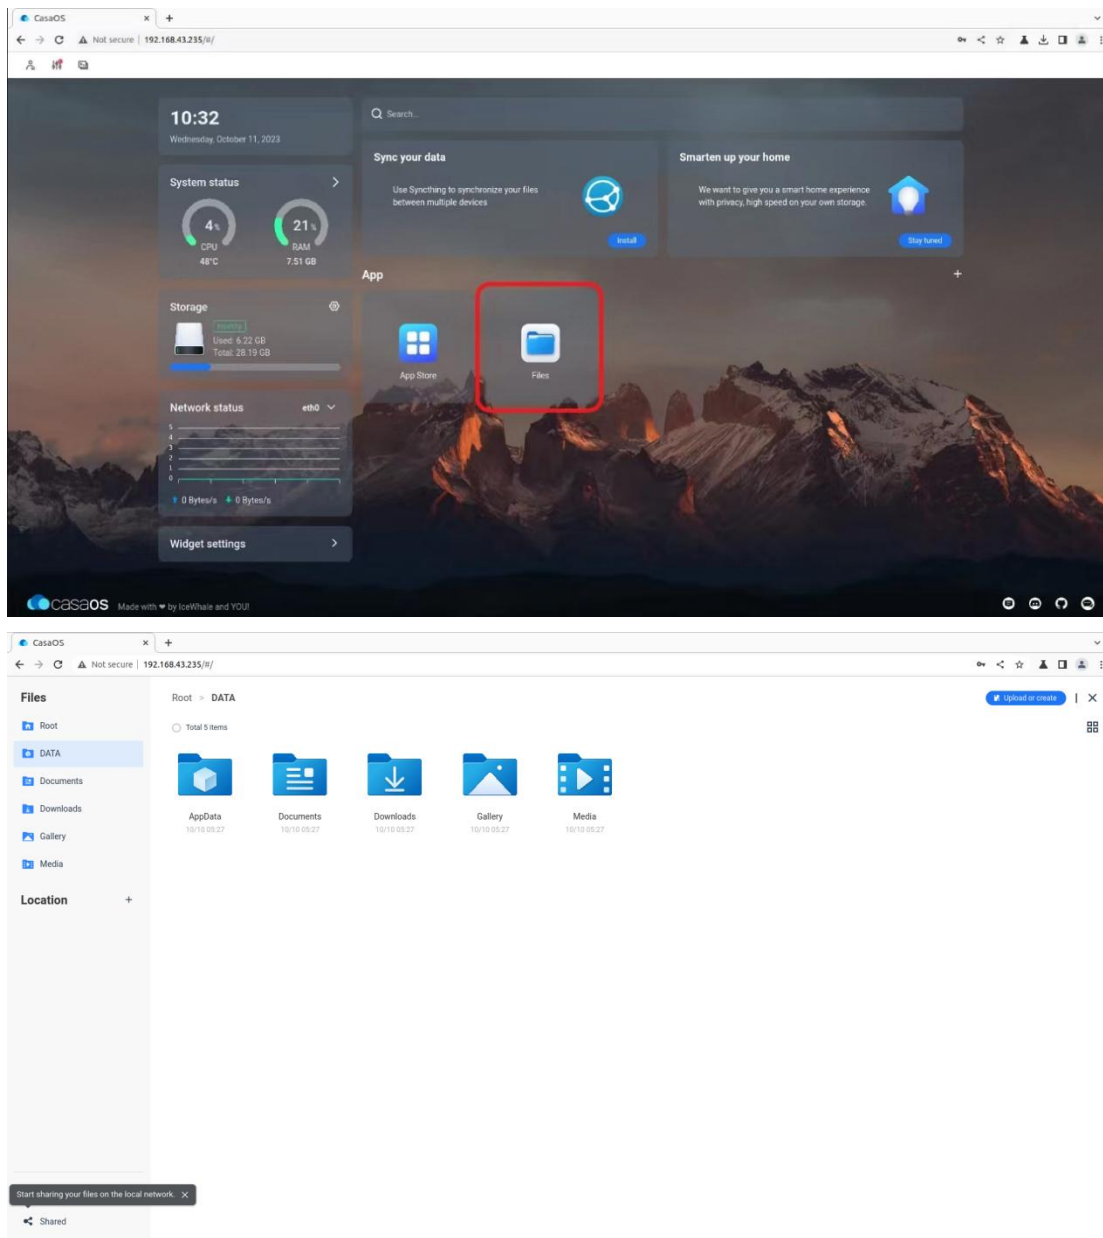 CasaOS
Not secure | 192.168.43.235/#/
10:32
Wednesday, October 11, 2023
Search...
Sync your data
Use Syncthing to synchronize your files
between multiple devices
Install
Smarten up your home
We want to give you a smart home experience
with privacy, high speed on your own storage.
Stay tuned
System status
4%
CPU
48°C
21%
RAM
7.51 GB
App
App Store
Files
Storage
Healthy
Used: 6.22 GB
Total: 28.19 GB
Network status
eth0
5
4
3
2
1
0
0 Bytes/s
0 Bytes/s
Widget settings
CasaOS Made with ❤ by IceWhale and YOU!
CasaOS
Not secure | 192.168.43.235/#/
Files
Root
DATA
Documents
Downloads
Gallery
Media
Location +
Root > DATA
Upload or create
Total 5 items
AppData
10/10 05:27
Documents
10/10 05:27
Downloads
10/10 05:27
Gallery
10/10 05:27
Media
10/10 05:27
Start sharing your files on the local network.
Shared